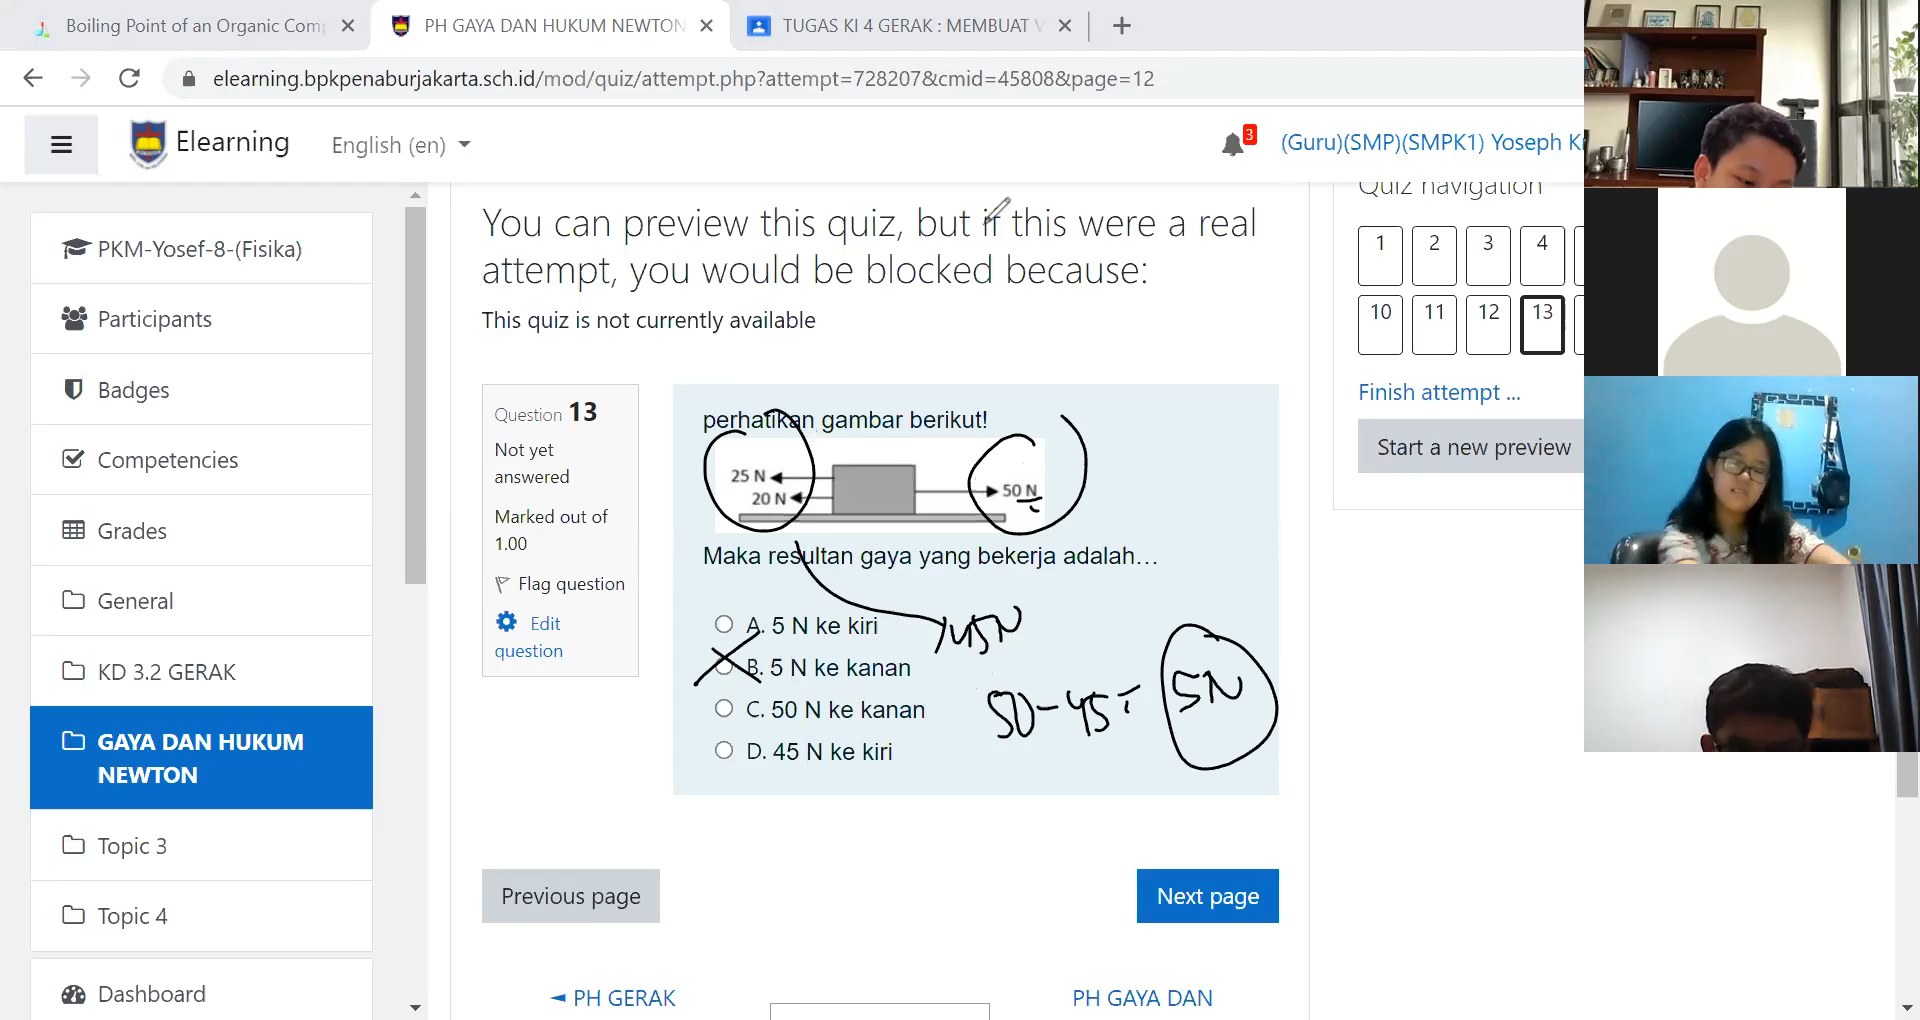 Boiling Point of an Organic Com
PH GAYA DAN HUKUM NEWTON
TUGAS KI 4 GERAK : MEMBUAT V
elearning.bpkpenaburjakarta.sch.id/mod/quiz/attempt.php?attempt=728207&cmid=45808&page=12
Elearning
English (en)
3
(Guru)(SMP)(SMPK1) Yoseph K
PKM-Yosef-8-(Fisika)
Participants
Badges
Competencies
Grades
General
KD 3.2 GERAK
GAYA DAN HUKUM
NEWTON
Topic 3
Topic 4
Dashboard
You can preview this quiz, but if this were a real
attempt, you would be blocked because:
This quiz is not currently available
Question 13
Not yet
answered
Marked out of
1.00
Flag question
Edit
question
perhatikan gambar berikut!
25 N
20 N
50 N
Maka resultan gaya yang bekerja adalah...
A. 5 N ke kiri
B. 5 N ke kanan
C. 50 N ke kanan
D. 45 N ke kiri
45N
50-45=
5N
Previous page
Next page
◄ PH GERAK
PH GAYA DAN
Quiz navigation
1
2
3
4
10
11
12
13
Finish attempt ...
Start a new preview